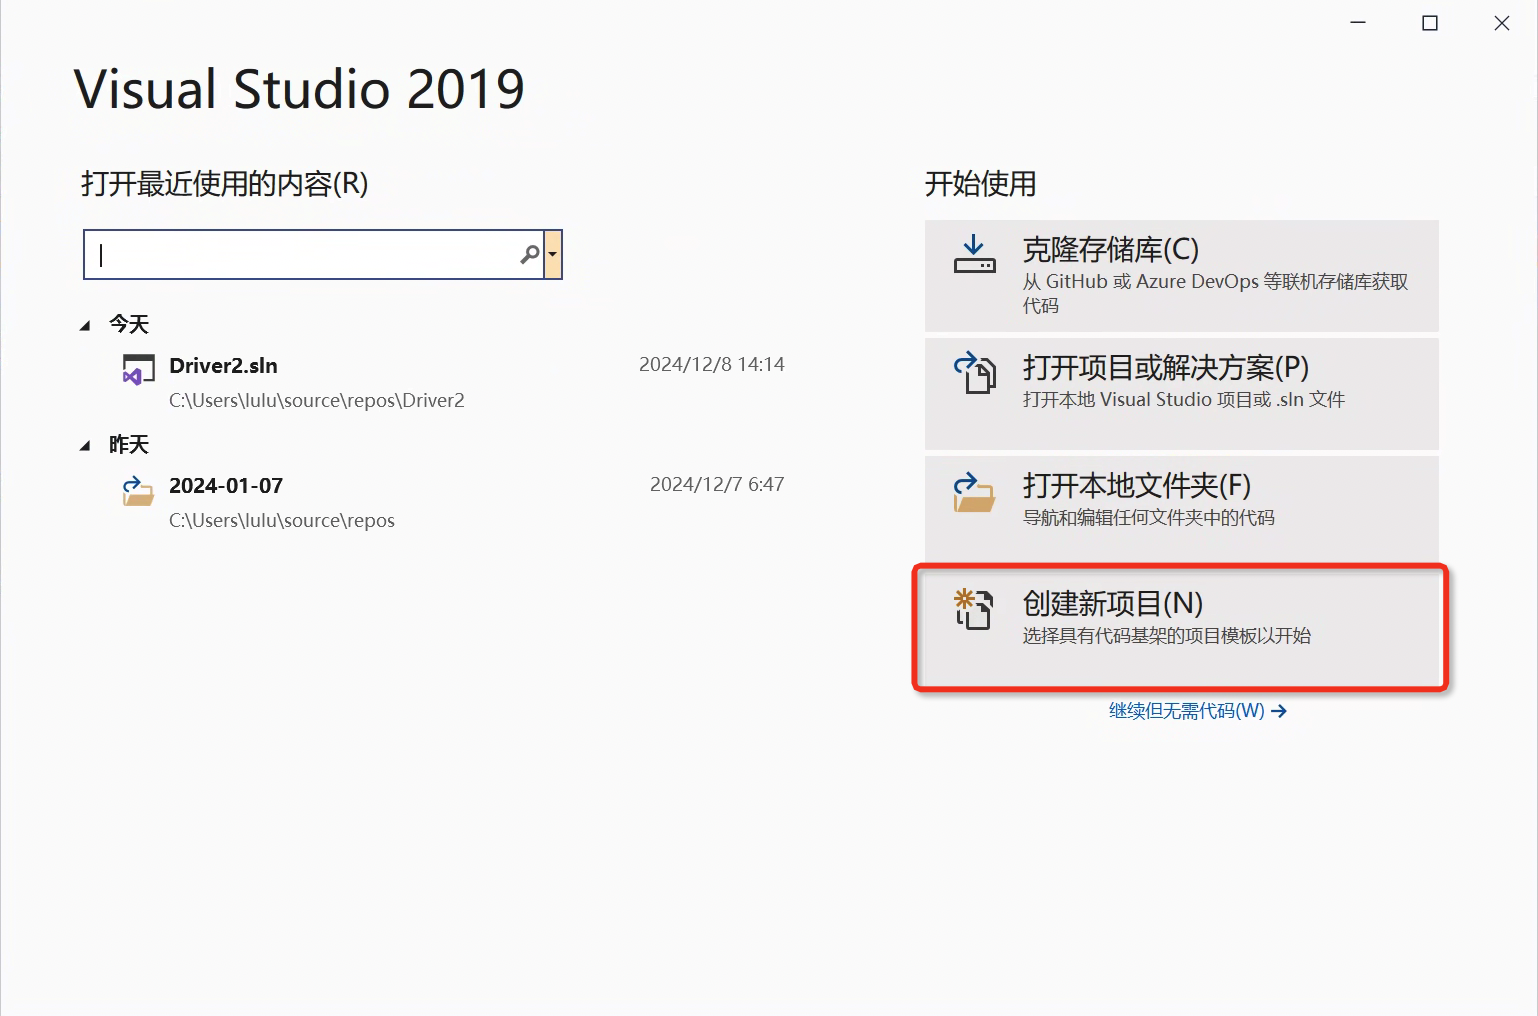 Visual Studio 2019
打开最近使用的内容(R)
今天
Driver2.sln
2024/12/8 14:14
C:\Users\lulu\source\repos\Driver2
昨天
2024-01-07
2024/12/7 6:47
C:\Users\lulu\source\repos
开始使用
克隆存储库(C)
从 GitHub 或 Azure DevOps 等联机存储库获取
代码
打开项目或解决方案(P)
打开本地 Visual Studio 项目或 .sln 文件
打开本地文件夹(F)
导航和编辑任何文件夹中的代码
创建新项目(N)
选择具有代码基架的项目模板以开始
继续但无需代码(W) →